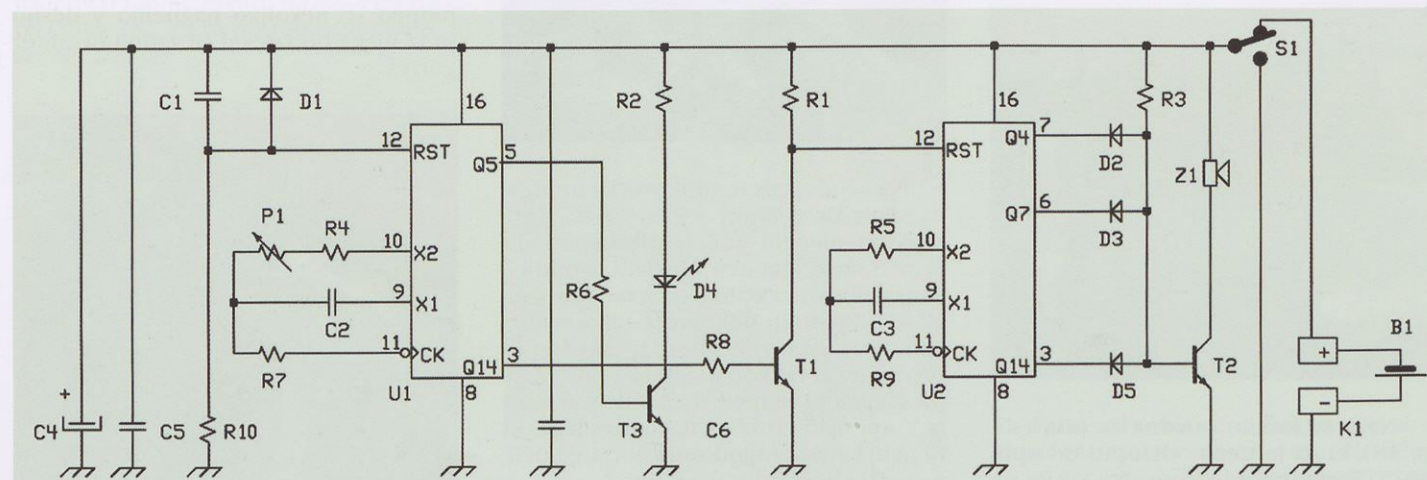 S1
C1
D1
16
R2
R1
16
R3
12
RST
Q5
5
12
RST
Q4
7
D2
Z1
P1
R4
10
X2
R5
10
X2
Q7
6
D3
R6
D4
9
X1
C2
9
X1
C3
B1
11
CK
R7
Q14
3
R8
T1
11
CK
R9
Q14
3
D5
T2
+
U1
8
U2
8
+
C4
C5
R10
T3
C6
-
K1